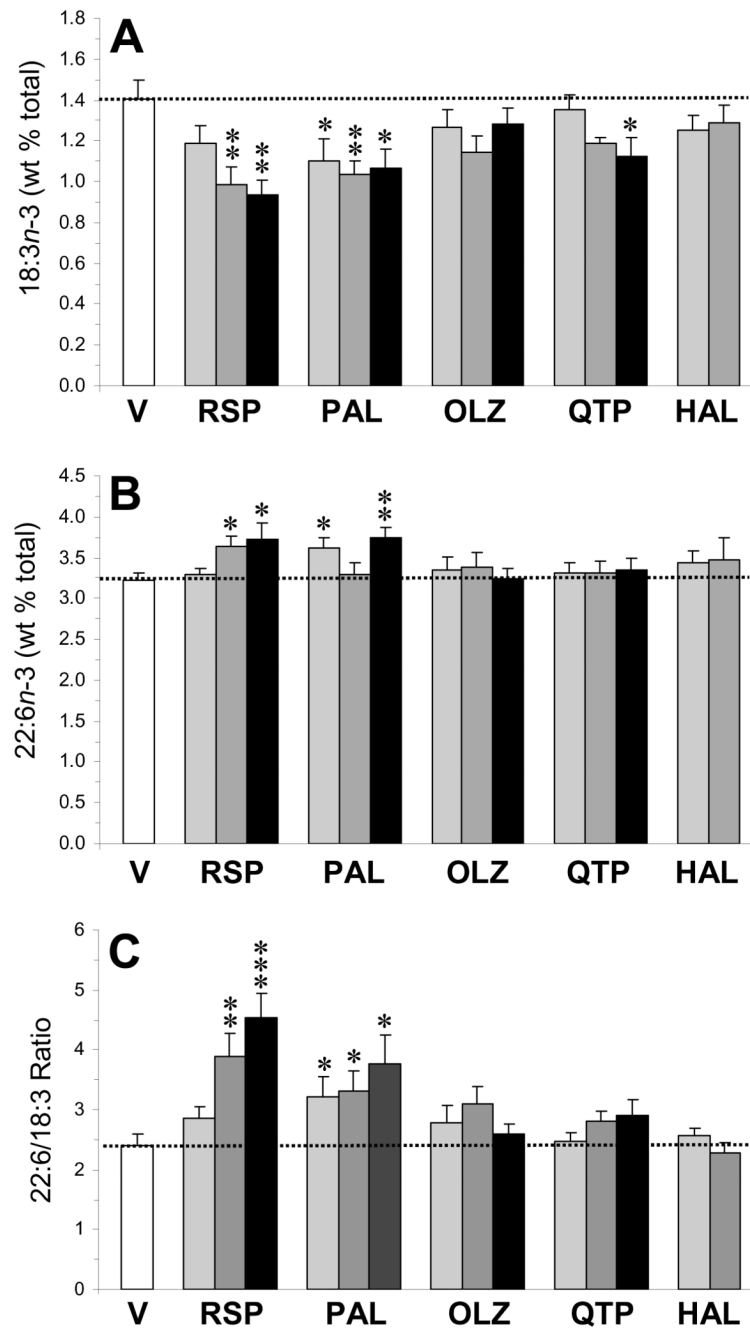 A
18:3n-3 (wt % total)
1.8
1.6
1.4
1.2
1.0
0.8
0.6
0.4
0.2
0.0
** ** * ** * *
V RSP PAL OLZ QTP HAL
B
22:6n-3 (wt % total)
4.5
4.0
3.5
3.0
2.5
2.0
1.5
1.0
0.5
0.0
* * * **
V RSP PAL OLZ QTP HAL
C
22:6/18:3 Ratio
6
5
4
3
2
1
0
** *** * * *
V RSP PAL OLZ QTP HAL